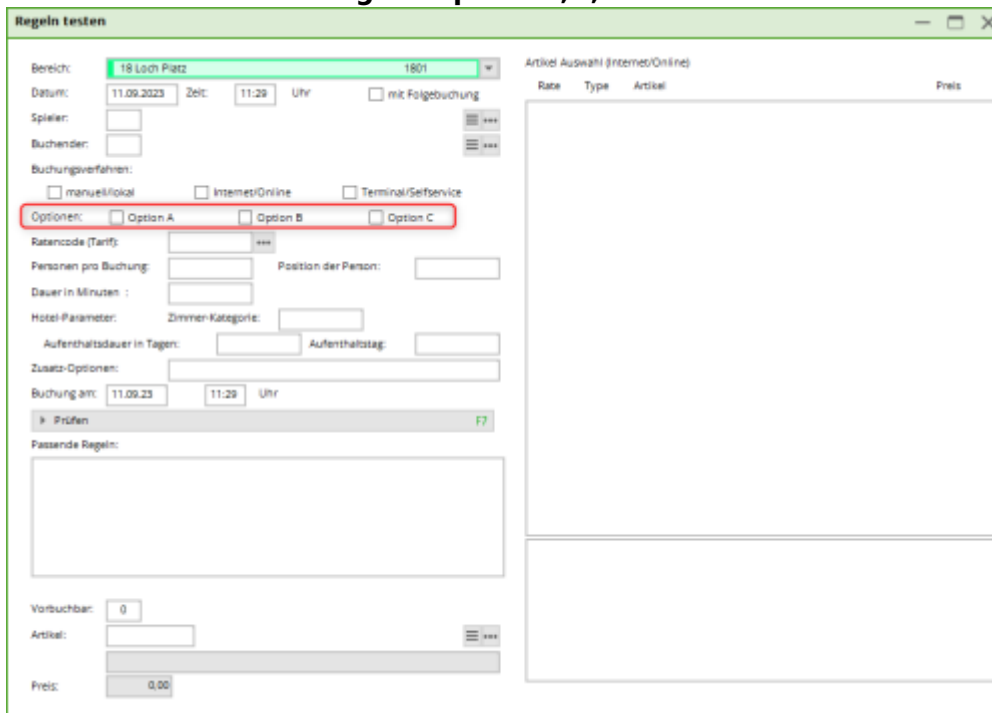 Regeln testen
Bereich: 18 Loch Platz 1801
Datum: 11.09.2023 Zeit: 11:29 Uhr mit Folgebuchung
Spieler:
Buchender:
Buchungsverfahren:
manuell/lokal Internet/Online Terminal/Selfservice
Optionen: Option A Option B Option C
Ratencode (Tarif):
Personen pro Buchung: Position der Person:
Dauer in Minuten :
Hotel-Parameter: Zimmer-Kategorie:
Aufenthaltsdauer in Tagen: Aufenthaltstag:
Zusatz-Optionen:
Buchung am: 11.09.23 11:29 Uhr
Prüfen F7
Passende Regeln:
Vorbuchbar: 0
Artikel:
Preis: 0,00
Artikel Auswahl (Internet/Online)
Rate Type Artikel Preis